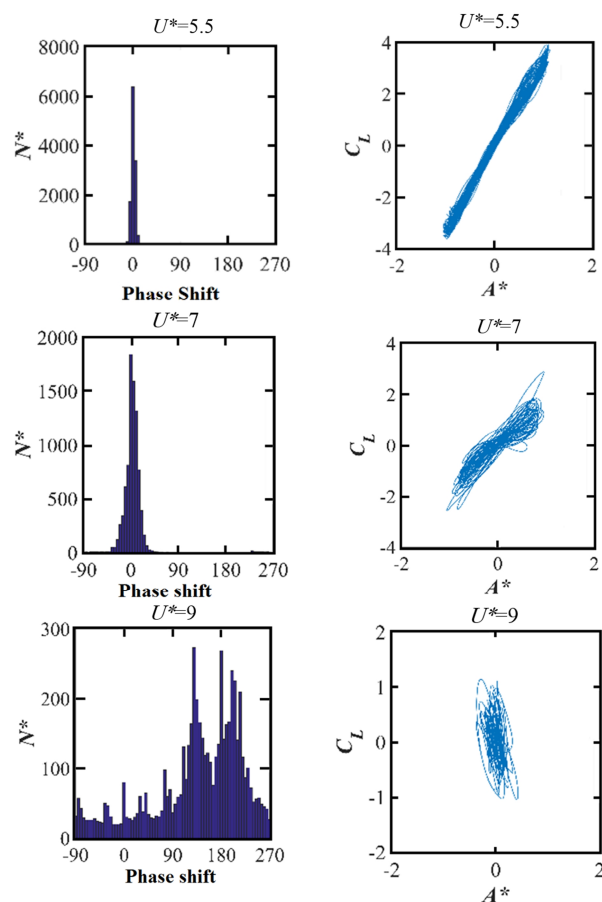 U*=5.5
8000
6000
4000
2000
0
N*
-90 0 90 180 270
Phase Shift
U*=5.5
4
2
0
-2
-4
C_L
-2 0 2
A*
U*=7
2000
1500
1000
500
0
N*
-90 0 90 180 270
Phase shift
U*=7
4
2
0
-2
-4
C_L
-2 0 2
A*
U*=9
300
200
100
0
N*
-90 0 90 180 270
Phase shift
U*=9
2
1
0
-1
-2
C_L
-2 0 2
A*